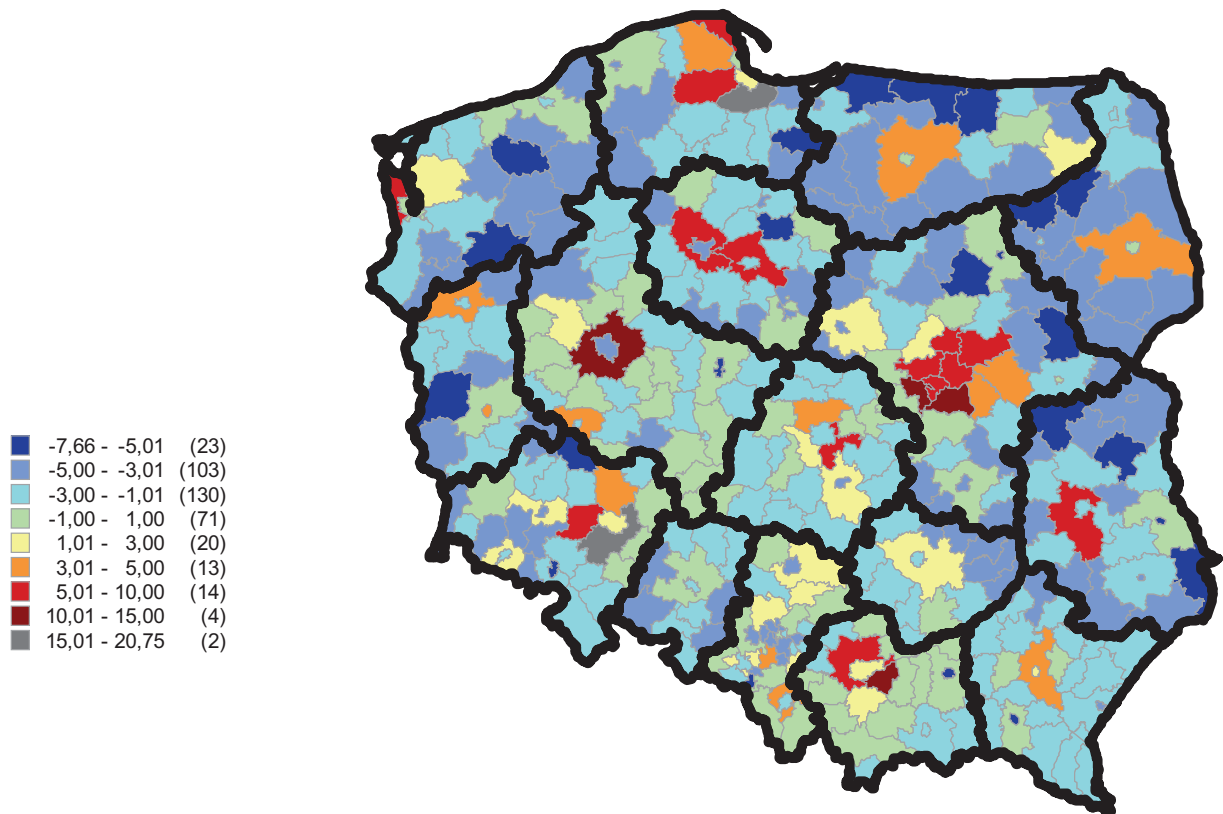 -7,66 - -5,01 (23)
-5,00 - -3,01 (103)
-3,00 - -1,01 (130)
-1,00 - 1,00 (71)
1,01 - 3,00 (20)
3,01 - 5,00 (13)
5,01 - 10,00 (14)
10,01 - 15,00 (4)
15,01 - 20,75 (2)